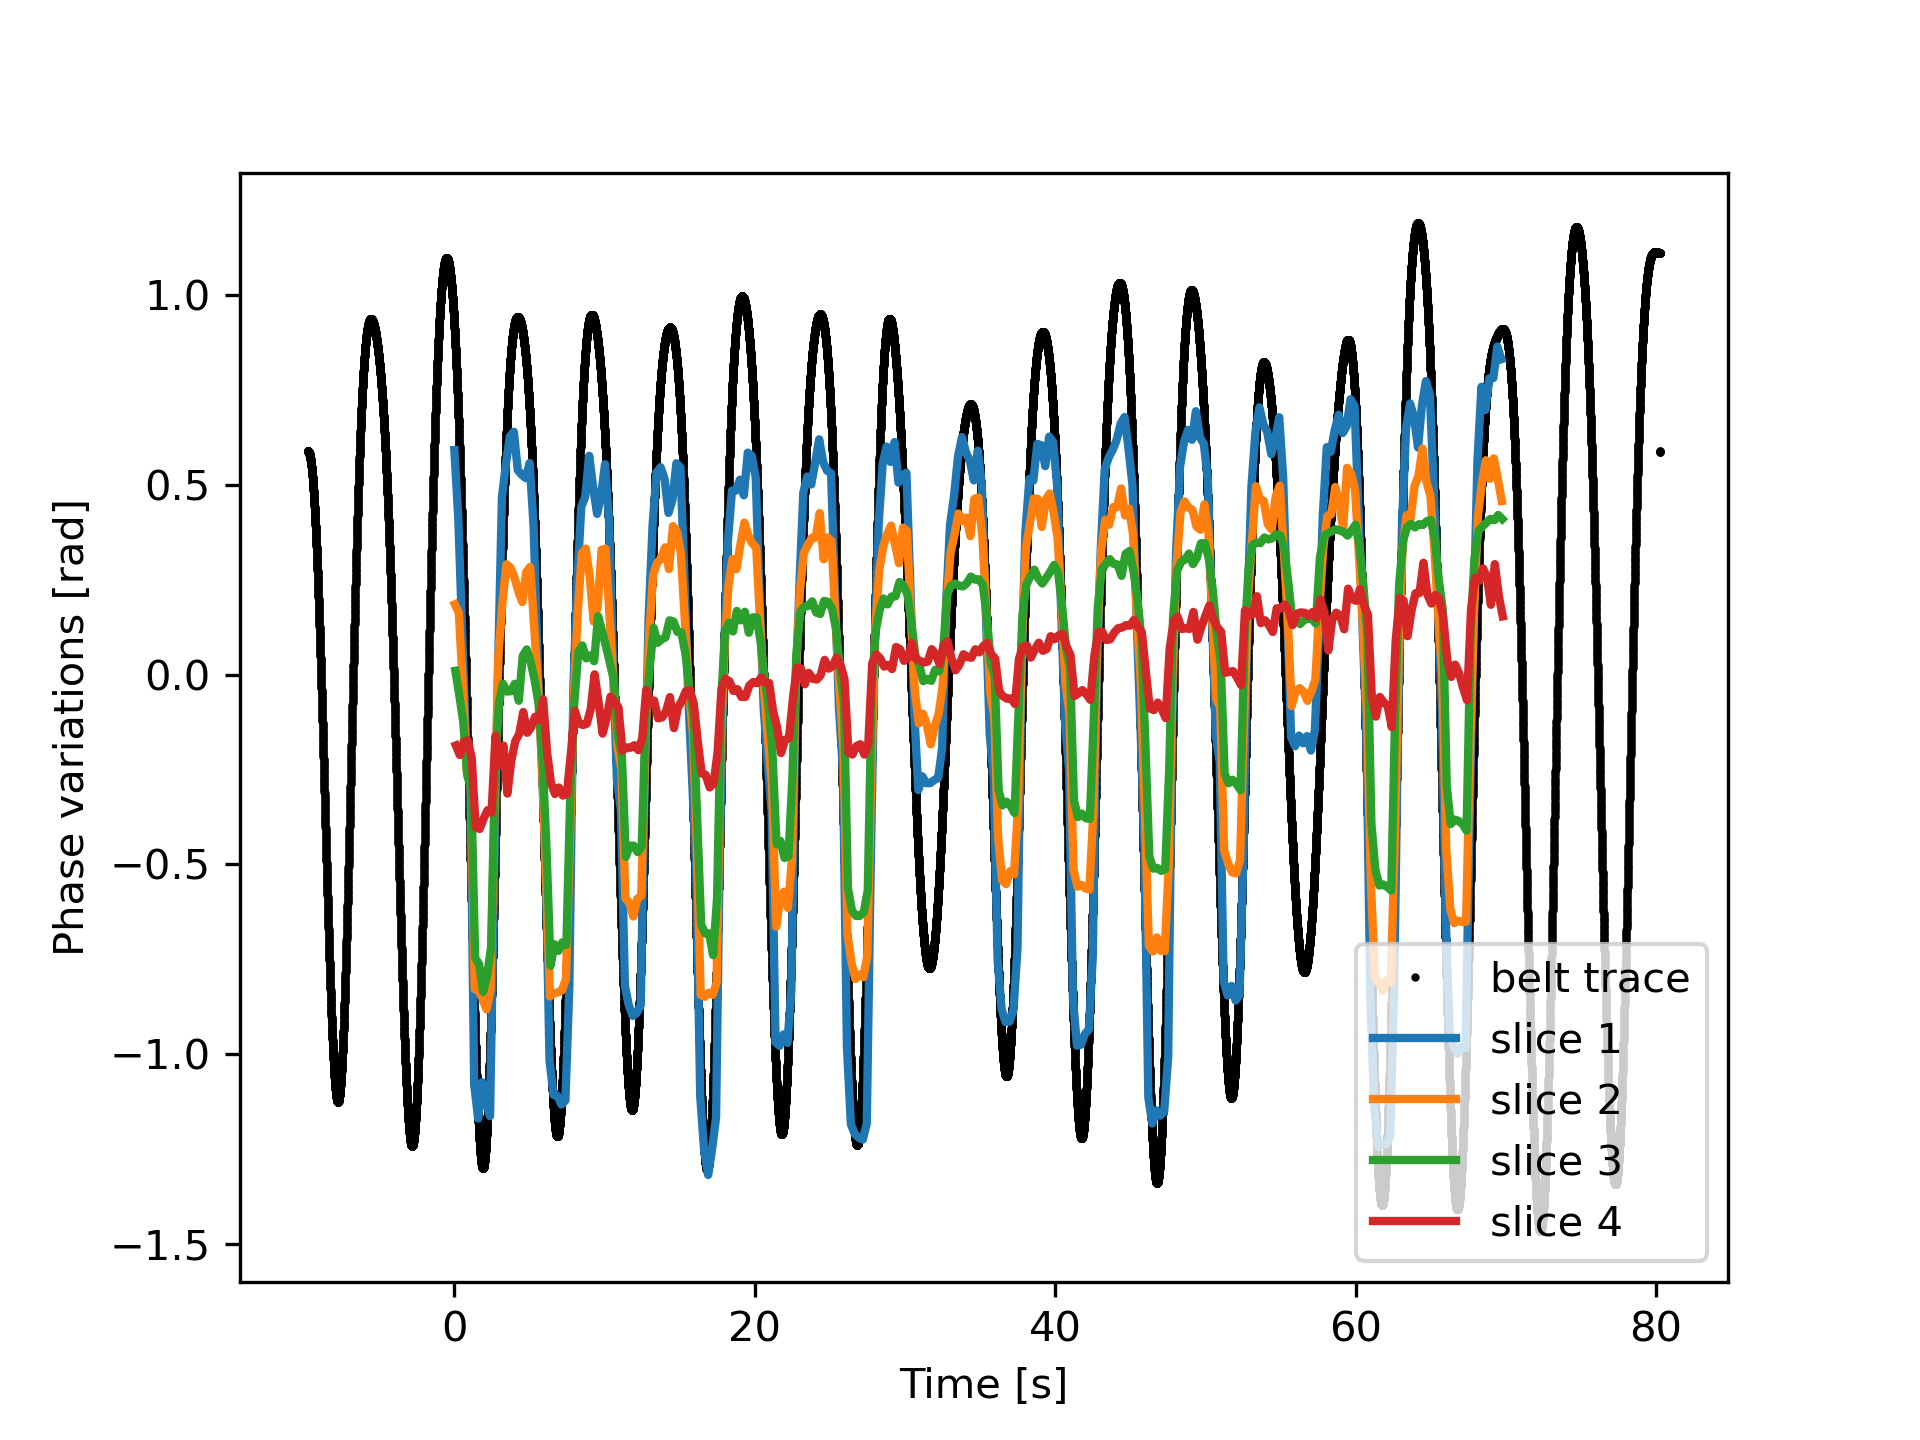 Phase variations [rad]
1.0
0.5
0.0
−0.5
−1.0
−1.5
0 20 40 60 80
Time [s]
belt trace
slice 1
slice 2
slice 3
slice 4